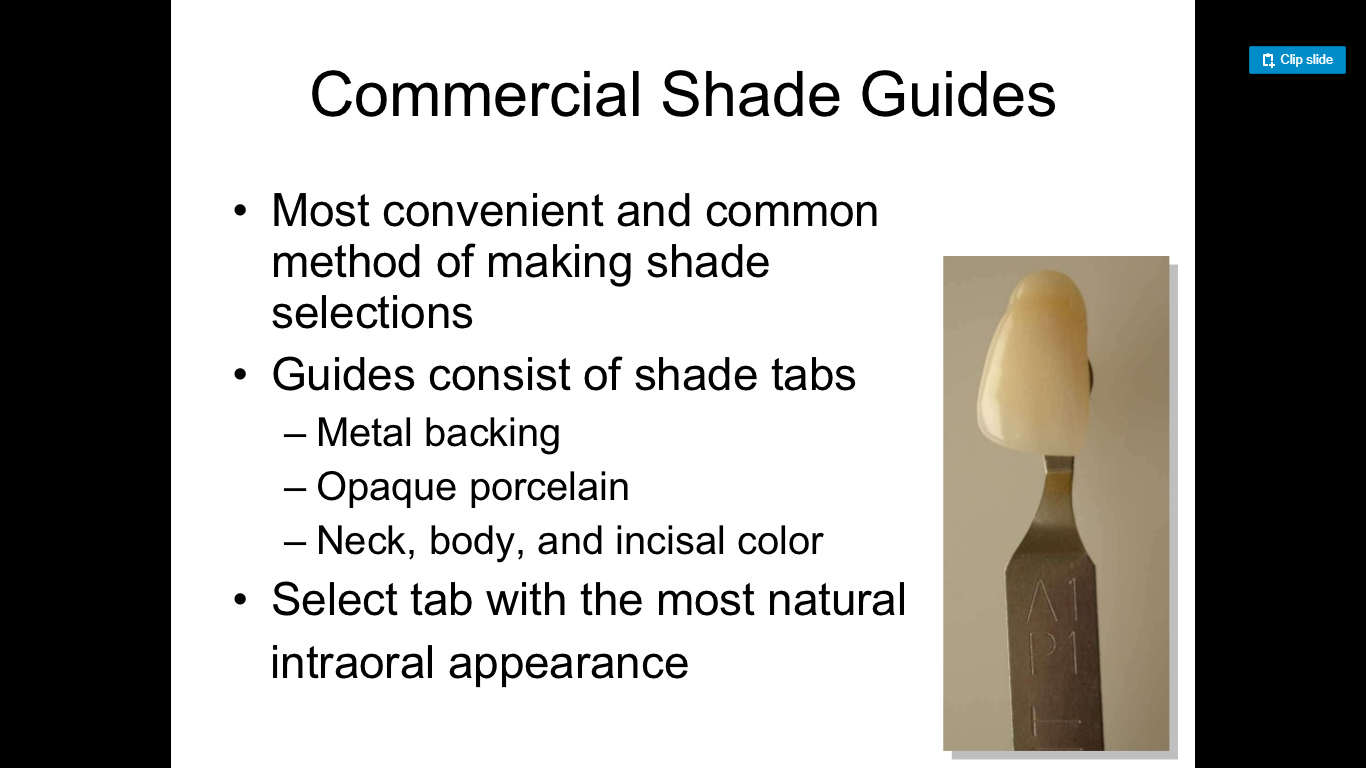 Clip slide
Commercial Shade Guides
• Most convenient and common
method of making shade
selections
• Guides consist of shade tabs
– Metal backing
– Opaque porcelain
– Neck, body, and incisal color
• Select tab with the most natural
intraoral appearance
A1
P1